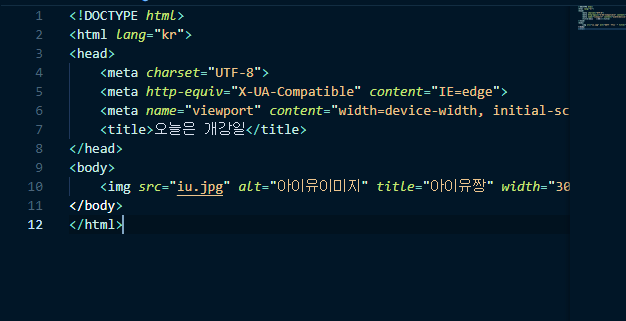 1 <!DOCTYPE html>
2 <html lang="kr">
3 <head>
4 <meta charset="UTF-8">
5 <meta http-equiv="X-UA-Compatible" content="IE=edge">
6 <meta name="viewport" content="width=device-width, initial-sc
7 <title>오늘은 개강일</title>
8 </head>
9 <body>
10 <img src="iu.jpg" alt="아이유이미지" title="아이유짱" width="30
11 </body>
12 </html>